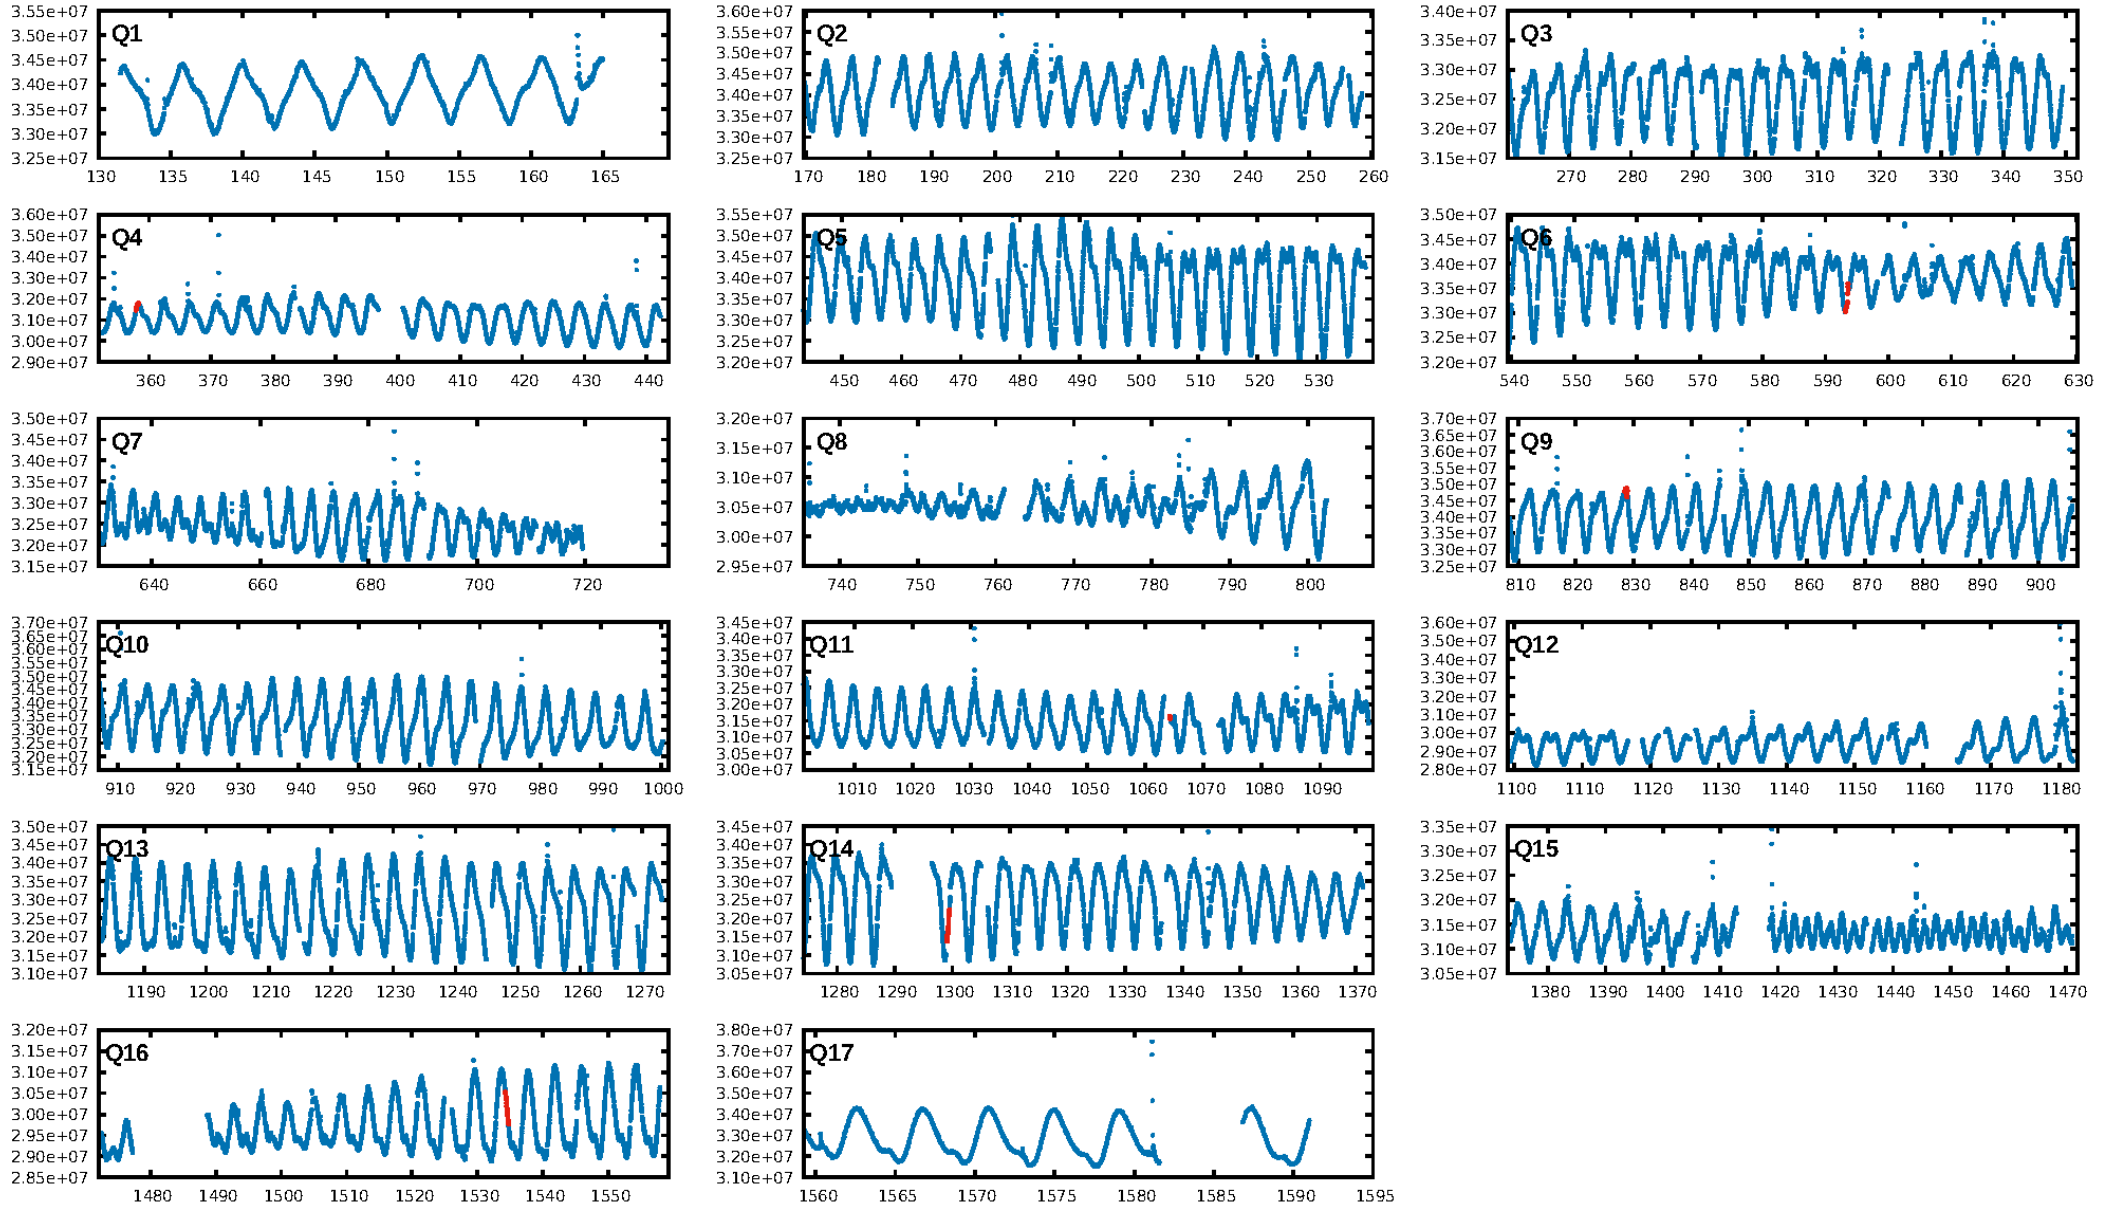 3.55e+07
3.50e+07
3.45e+07
3.40e+07
3.35e+07
3.30e+07
3.25e+07
Q1
130 135 140 145 150 155 160 165
3.60e+07
3.55e+07
3.50e+07
3.45e+07
3.40e+07
3.35e+07
3.30e+07
3.25e+07
Q2
170 180 190 200 210 220 230 240 250 260
3.40e+07
3.35e+07
3.30e+07
3.25e+07
3.20e+07
3.15e+07
Q3
270 280 290 300 310 320 330 340 350
3.60e+07
3.50e+07
3.40e+07
3.30e+07
3.20e+07
3.10e+07
3.00e+07
2.90e+07
Q4
360 370 380 390 400 410 420 430 440
3.55e+07
3.50e+07
3.45e+07
3.40e+07
3.35e+07
3.30e+07
3.25e+07
3.20e+07
Q5
450 460 470 480 490 500 510 520 530
3.50e+07
3.45e+07
3.40e+07
3.35e+07
3.30e+07
3.25e+07
3.20e+07
Q6
540 550 560 570 580 590 600 610 620 630
3.50e+07
3.45e+07
3.40e+07
3.35e+07
3.30e+07
3.25e+07
3.20e+07
3.15e+07
Q7
640 660 680 700 720
3.20e+07
3.15e+07
3.10e+07
3.05e+07
3.00e+07
2.95e+07
Q8
740 750 760 770 780 790 800
3.70e+07
3.65e+07
3.60e+07
3.55e+07
3.50e+07
3.45e+07
3.40e+07
3.35e+07
3.30e+07
3.25e+07
Q9
810 820 830 840 850 860 870 880 890 900
3.70e+07
3.65e+07
3.60e+07
3.55e+07
3.50e+07
3.45e+07
3.40e+07
3.35e+07
3.30e+07
3.25e+07
3.20e+07
3.15e+07
Q10
910 920 930 940 950 960 970 980 990 1000
3.45e+07
3.40e+07
3.35e+07
3.30e+07
3.25e+07
3.20e+07
3.15e+07
3.10e+07
3.05e+07
3.00e+07
Q11
1010 1020 1030 1040 1050 1060 1070 1080 1090
3.60e+07
3.50e+07
3.40e+07
3.30e+07
3.20e+07
3.10e+07
3.00e+07
2.90e+07
2.80e+07
Q12
1100 1110 1120 1130 1140 1150 1160 1170 1180
3.50e+07
3.45e+07
3.40e+07
3.35e+07
3.30e+07
3.25e+07
3.20e+07
3.15e+07
3.10e+07
Q13
1190 1200 1210 1220 1230 1240 1250 1260 1270
3.45e+07
3.40e+07
3.35e+07
3.30e+07
3.25e+07
3.20e+07
3.15e+07
3.10e+07
3.05e+07
Q14
1280 1290 1300 1310 1320 1330 1340 1350 1360 1370
3.35e+07
3.30e+07
3.25e+07
3.20e+07
3.15e+07
3.10e+07
3.05e+07
Q15
1380 1390 1400 1410 1420 1430 1440 1450 1460 1470
3.20e+07
3.15e+07
3.10e+07
3.05e+07
3.00e+07
2.95e+07
2.90e+07
2.85e+07
Q16
1480 1490 1500 1510 1520 1530 1540 1550
3.80e+07
3.70e+07
3.60e+07
3.50e+07
3.40e+07
3.30e+07
3.20e+07
3.10e+07
Q17
1560 1565 1570 1575 1580 1585 1590 1595